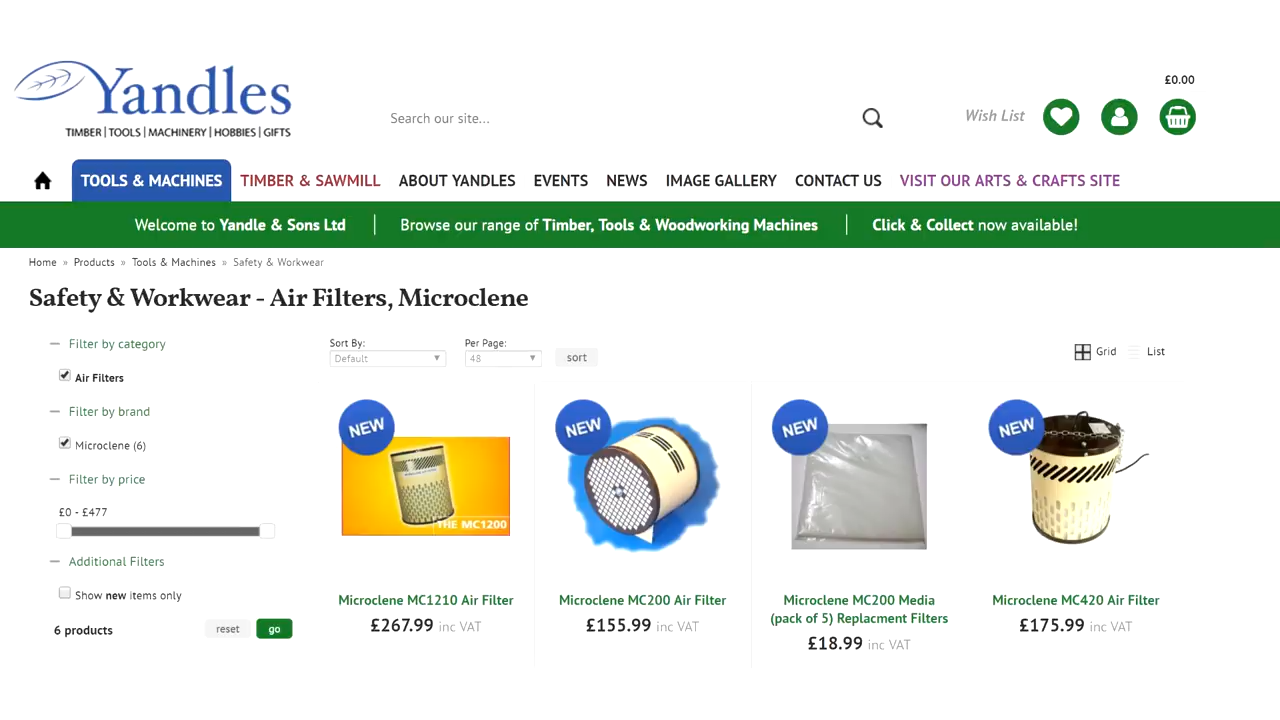 Yandles
TIMBER | TOOLS | MACHINERY | HOBBIES | GIFTS
Search our site...
Wish List
£0.00
TOOLS & MACHINES
TIMBER & SAWMILL
ABOUT YANDLES
EVENTS
NEWS
IMAGE GALLERY
CONTACT US
VISIT OUR ARTS & CRAFTS SITE
Welcome to Yandle & Sons Ltd
Browse our range of Timber, Tools & Woodworking Machines
Click & Collect now available!
Home » Products » Tools & Machines » Safety & Workwear
Safety & Workwear - Air Filters, Microclene
Filter by category
Air Filters
Filter by brand
Microclene (6)
Filter by price
£0 - £477
Additional Filters
Show new items only
6 products
reset
go
Sort By:
Default
Per Page:
48
sort
Grid
List
NEW
THE MC1200
Microclene MC1210 Air Filter
£267.99 inc VAT
NEW
Microclene MC200 Air Filter
£155.99 inc VAT
NEW
Microclene MC200 Media
(pack of 5) Replacment Filters
£18.99 inc VAT
NEW
Microclene MC420 Air Filter
£175.99 inc VAT